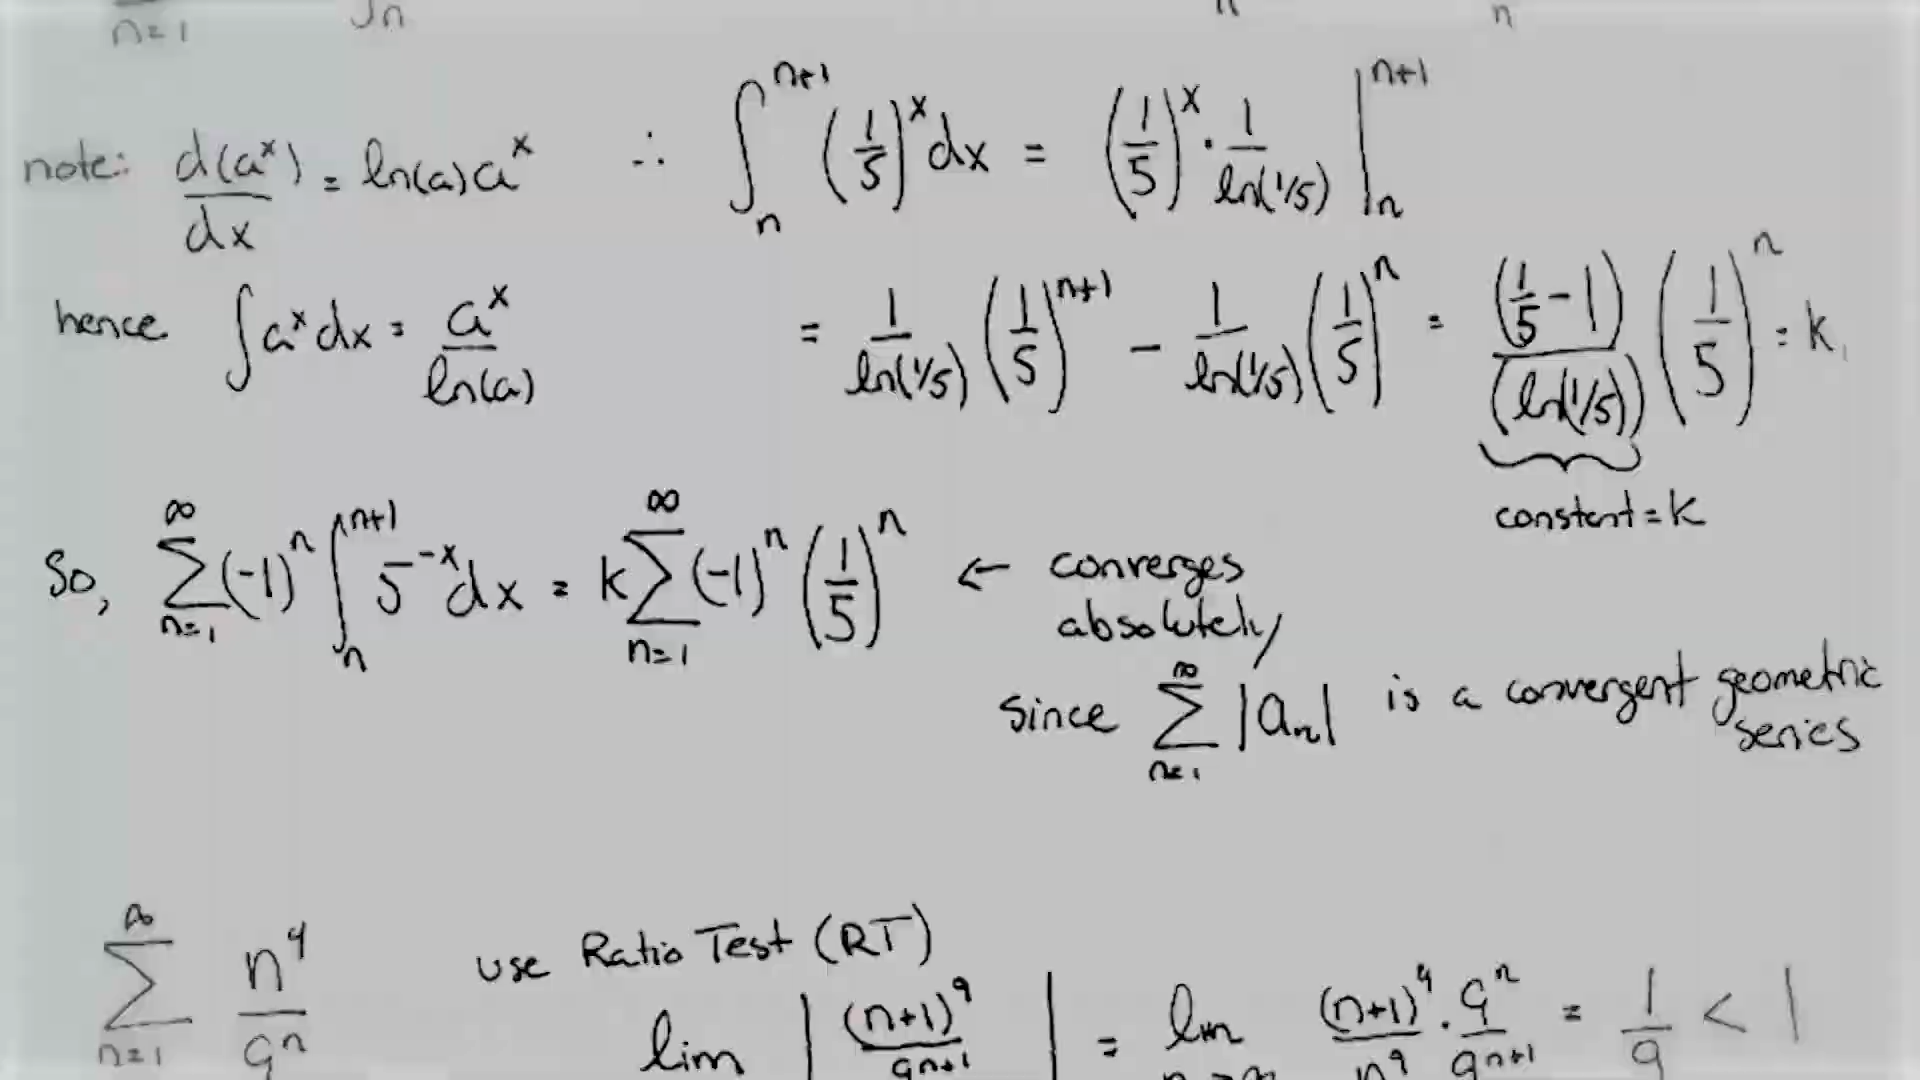 n=1 ∫n n n
note: d(a^x)/dx = ln(a)a^x ∴ ∫_n^{n+1} (1/5)^x dx = (1/5)^x · 1/ln(1/5) |_n^{n+1}
hence ∫a^x dx = a^x/ln(a) = 1/ln(1/5) (1/5)^{n+1} − 1/ln(1/5) (1/5)^n = (1/5 − 1)/(ln(1/5)) (1/5)^n = k
constant = k
So, ∑_{n=1}^∞ (-1)^n ∫_n^{n+1} 5^{-x} dx = k ∑_{n=1}^∞ (-1)^n (1/5)^n ← converges
absolutely
since ∑_{n=1}^∞ |a_n| is a convergent geometric
series
∑_{n=1}^∞ n^9/9^n use Ratio Test (RT)
lim | (n+1)^9/9^{n+1} | = lim (n+1)^9/n^9 · 9^n/9^{n+1} = 1/9 < 1